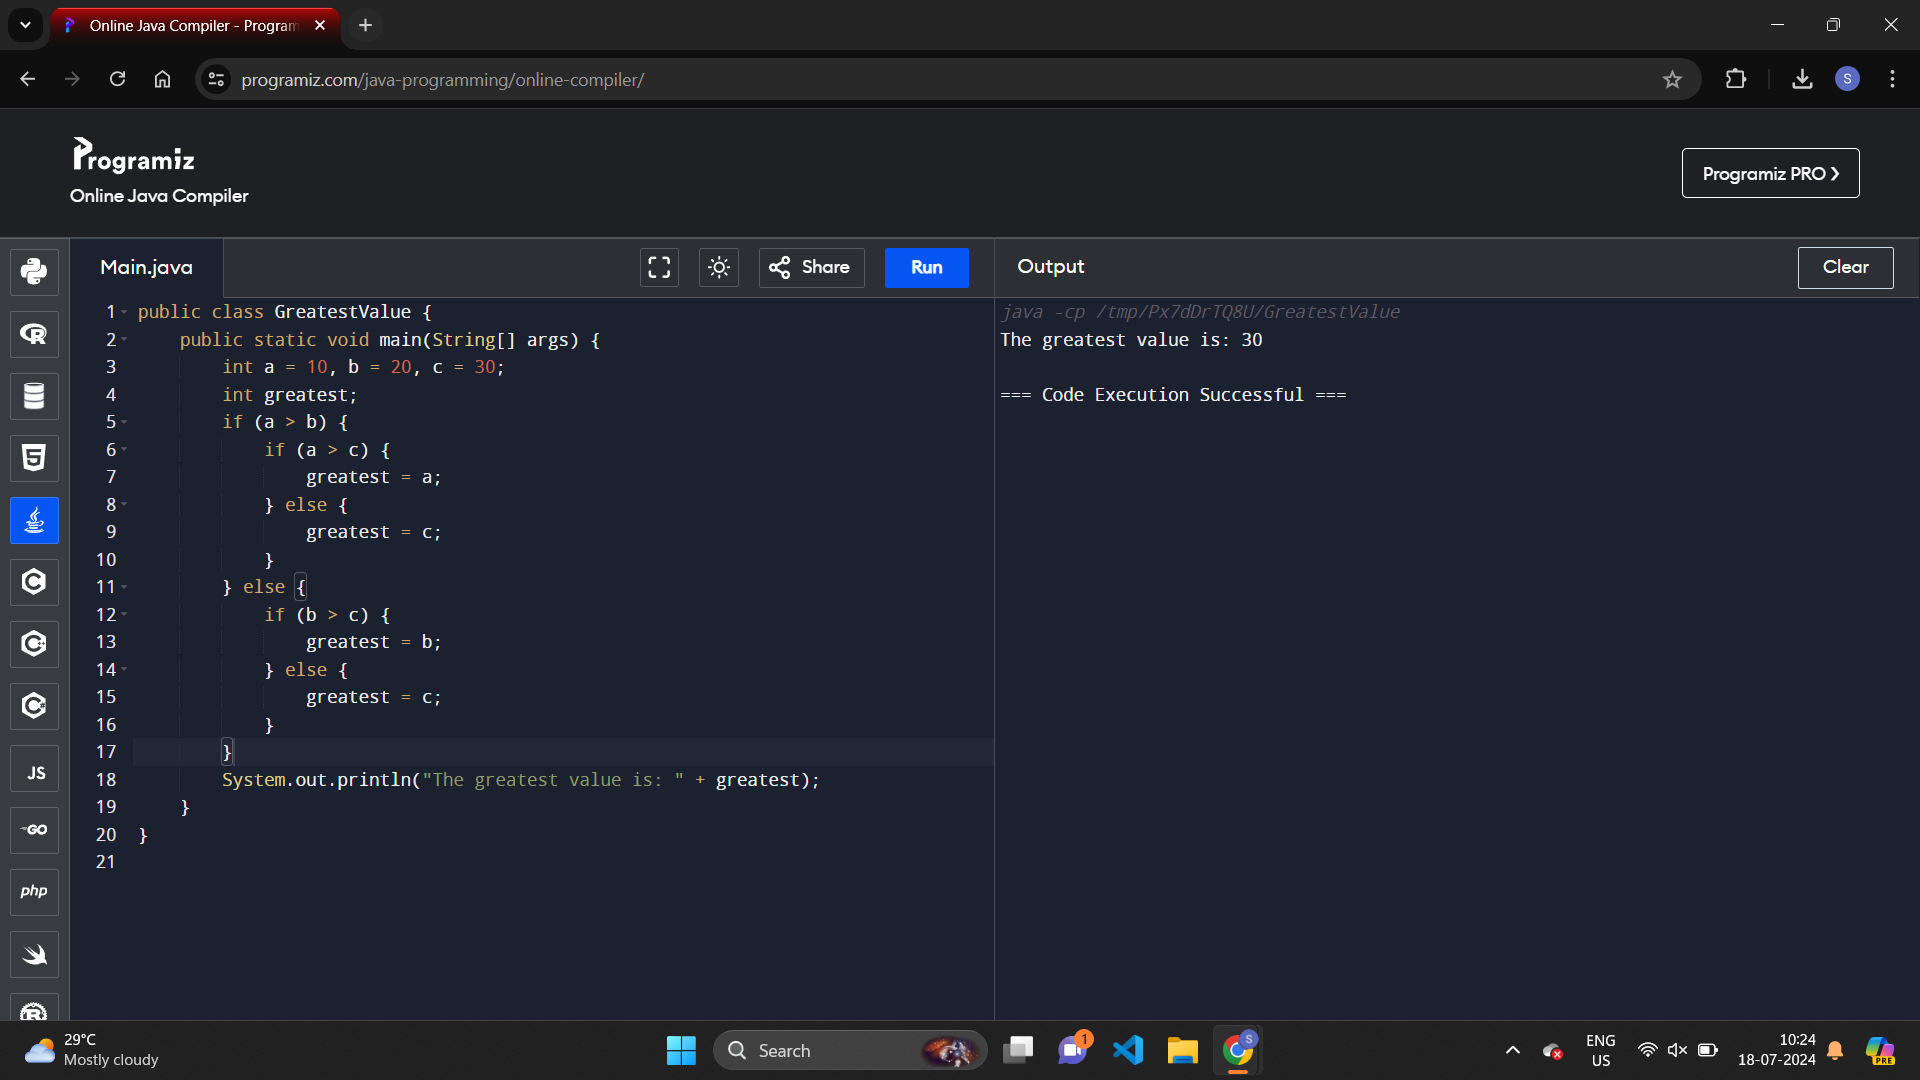 Online Java Compiler - Program
programiz.com/java-programming/online-compiler/
S
Programiz
Online Java Compiler
Programiz PRO ❯
Main.java
Share
Run
Output
Clear
1 public class GreatestValue {
2     public static void main(String[] args) {
3         int a = 10, b = 20, c = 30;
4         int greatest;
5         if (a > b) {
6             if (a > c) {
7                 greatest = a;
8             } else {
9                 greatest = c;
10             }
11         } else {
12             if (b > c) {
13                 greatest = b;
14             } else {
15                 greatest = c;
16             }
17         }
18         System.out.println("The greatest value is: " + greatest);
19     }
20 }
21
java -cp /tmp/Px7dDrTQ8U/GreatestValue
The greatest value is: 30
=== Code Execution Successful ===
R
5
C
C++
C#
JS
GO
php
R
29°C
Mostly cloudy
Search
1
S
ENG
US
10:24
18-07-2024
PRE